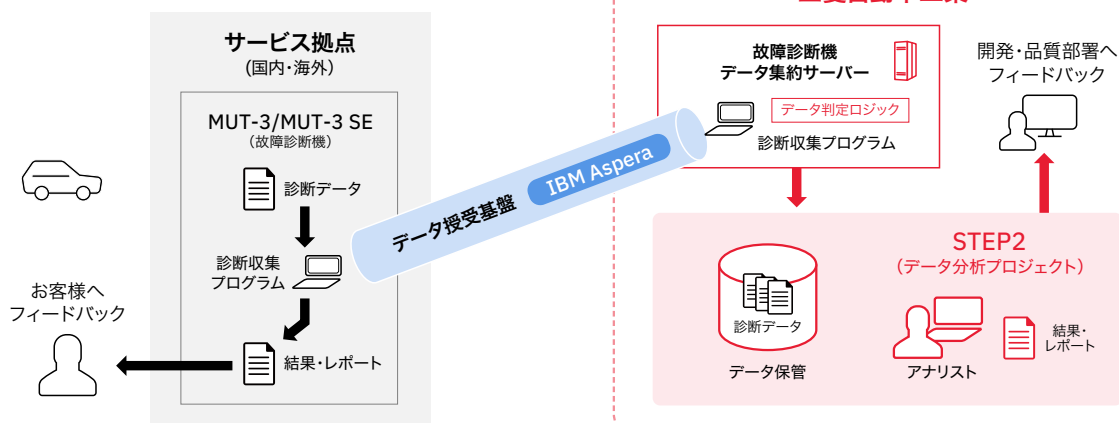 サービス拠点
(国内・海外)
MUT-3/MUT-3 SE
(故障診断機)
診断データ
診断収集
プログラム
結果・レポート
お客様へ
フィードバック
データ授受基盤
IBM Aspera
故障診断機
データ集約サーバー
データ判定ロジック
診断収集プログラム
開発・品質部署へ
フィードバック
STEP2
(データ分析プロジェクト)
診断データ
データ保管
アナリスト
結果・
レポート